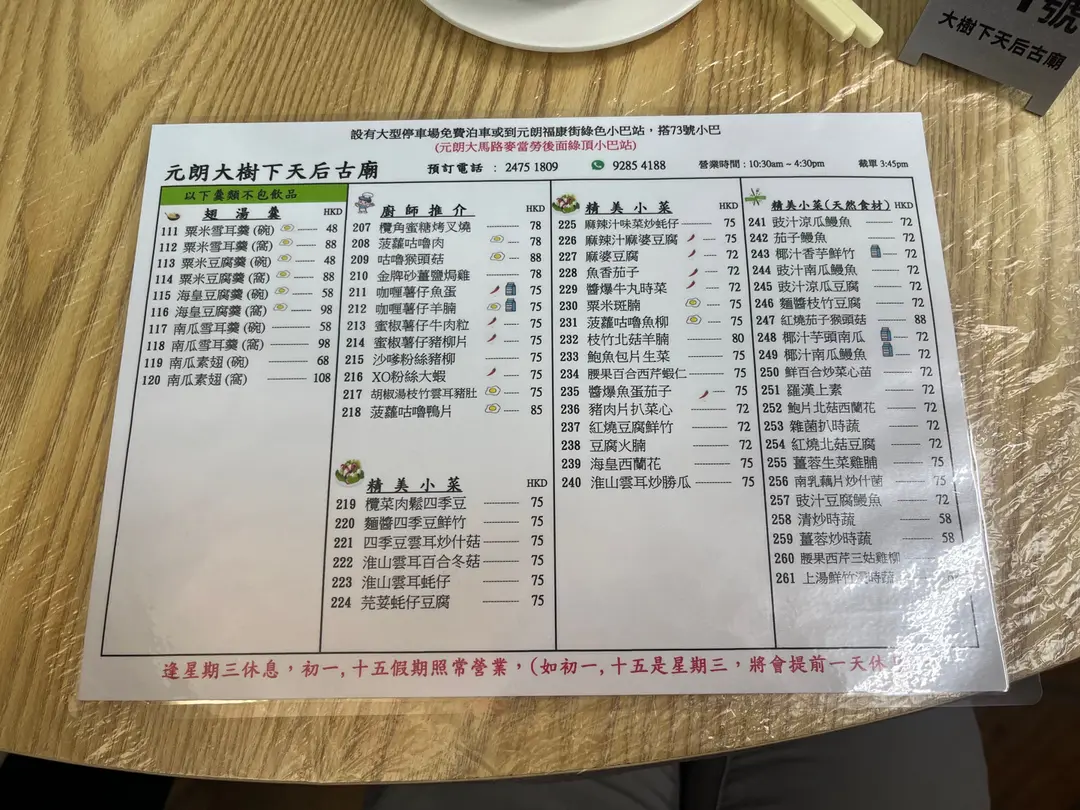 1號
大樹下天后古廟
設有大型停車場免費泊車或到元朗福康街綠色小巴站，搭73號小巴
(元朗大馬路麥當勞後面綠頂小巴站)
元朗大樹下天后古廟
預訂電話 : 2475 1809
9285 4188
營業時間 : 10:30am ~ 4:30pm
截單 3:45pm
以下羹類不包飲品
翅湯羹 HKD
111 粟米雪耳羹 (碗) 48
112 粟米雪耳羹 (窩) 88
113 粟米豆腐羹 (碗) 48
114 粟米豆腐羹 (窩) 88
115 海皇豆腐羹 (碗) 58
116 海皇豆腐羹 (窩) 98
117 南瓜雪耳羹 (碗) 58
118 南瓜雪耳羹 (窩) 98
119 南瓜素翅 (碗) 68
120 南瓜素翅 (窩) 108
廚師推介 HKD
207 欖角蜜糖烤叉燒 78
208 菠蘿咕嚕肉 78
209 咕嚕猴頭菇 88
210 金牌砂薑鹽焗雞 78
211 咖喱薯仔魚蛋 75
212 咖喱薯仔羊腩 75
213 蜜椒薯仔牛肉粒 75
214 蜜椒薯仔豬柳片 75
215 沙嗲粉絲豬柳 75
216 XO粉絲大蝦 75
217 胡椒湯枝竹雲耳豬肚 75
218 菠蘿咕嚕鴨片 85
精美小菜 HKD
219 欖菜肉鬆四季豆 75
220 麵醬四季豆鮮竹 75
221 四季豆雲耳炒什菇 75
222 淮山雲耳百合冬菇 75
223 淮山雲耳蚝仔 75
224 芫荽蚝仔豆腐 75
精美小菜 HKD
225 麻辣汁味菜炒蚝仔 75
226 麻辣汁麻婆豆腐 75
227 麻婆豆腐 72
228 魚香茄子 72
229 醬爆牛丸時菜 72
230 粟米斑腩 75
231 菠蘿咕嚕魚柳 75
232 枝竹北菇羊腩 80
233 鮑魚包片生菜 75
234 腰果百合西芹蝦仁 75
235 醬爆魚蛋茄子 75
236 豬肉片扒菜心 72
237 紅燒豆腐鮮竹 72
238 豆腐火腩 72
239 海皇西蘭花 75
240 淮山雲耳炒勝瓜 75
精美小菜(天然食材) HKD
241 豉汁涼瓜鰻魚 72
242 茄子鰻魚 72
243 椰汁香芋鮮竹 72
244 豉汁南瓜鰻魚 72
245 豉汁涼瓜豆腐 72
246 麵醬枝竹豆腐 72
247 紅燒茄子猴頭菇 88
248 椰汁芋頭南瓜 72
249 椰汁南瓜鰻魚 72
250 鮮百合炒菜心苗 72
251 羅漢上素 72
252 鮑片北菇西蘭花 72
253 雜菌扒時蔬 72
254 紅燒北菇豆腐 72
255 薑蓉生菜雞腩 75
256 南乳藕片炒什菌 75
257 豉汁豆腐鰻魚 72
258 清炒時蔬 58
259 薑蓉炒時蔬 58
260 腰果西芹三姑雞柳
261 上湯鮮竹浸時蔬
逢星期三休息，初一,十五假期照常營業，(如初一,十五是星期三，將會提前一天休